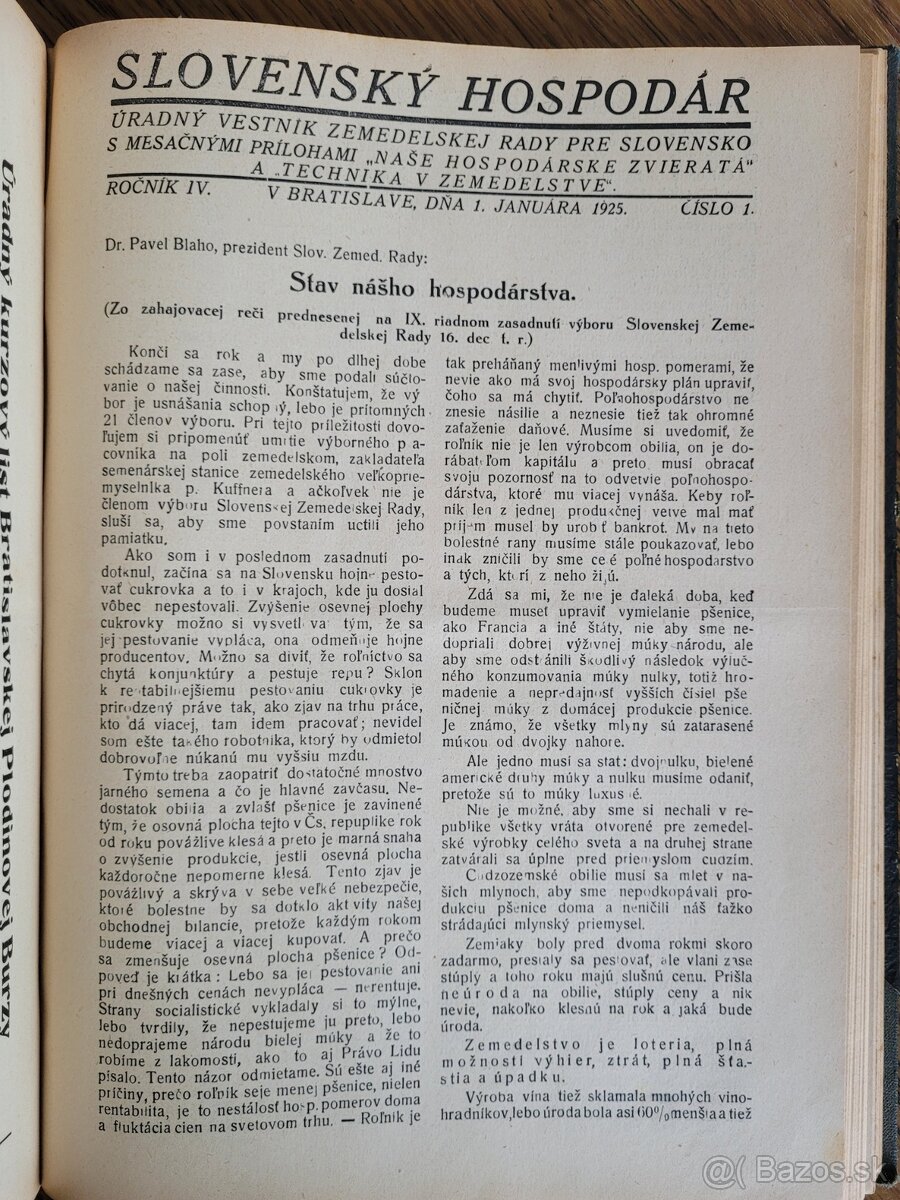 SLOVENSKÝ HOSPODÁR
ÚRADNÝ VESTNÍK ZEMEDELSKEJ RADY PRE SLOVENSKO
S MESAČNÝMI PRÍLOHAMI „NAŠE HOSPODÁRSKE ZVIERATÁ“
A „TECHNIKA V ZEMEDELSTVE“.
ROČNÍK IV. V BRATISLAVE, DŇA 1. JANUÁRA 1925. ČÍSLO 1.
Dr. Pavel Blaho, prezident Slov. Zemed. Rady:
Stav nášho hospodárstva.
(Zo zahajovacej reči prednesenej na IX. riadnom zasadnutí výboru Slovenskej Zeme-
delskej Rady 16. dec t. r.)
Končí sa rok a my po dlhej dobe
schádzame sa zase, aby sme podali súčto-
vanie o našej činnosti. Konštatujem, že vý
bor je usnášania schopný, lebo je prítomných
21 členov výboru. Pri tejto príležitosti dovo-
ľujem si pripomenúť umrtie výborného pra-
covníka na poli zemedelskom, zakladateľa
semenárskej stanice zemedelského veľkoprie-
myselníka p. Kuffnera a ačkoľvek nie je
členom výboru Slovenskej Zemedelskej Rady,
sluší sa, aby sme povstaním uctili jeho
pamiatku.
Ako som i v poslednom zasadnutí po-
dotknul, začína sa na Slovensku hojne pesto-
vať cukrovka a to i v krajoch, kde ju dosial
vôbec nepestovali. Zvýšenie osevnej plochy
cukrovky možno si vysvetlovať tým, že sa
jej pestovanie vypláca, ona odmeňuje hojne
producentov. Možno sa diviť, že roľníctvo sa
chytá konjunktúry a pestuje repu? Sklon
k rentabilnejšiemu pestovaniu cukrovky je
prirodzený práve tak, ako zjav na trhu práce,
kto dá viacej, tam idem pracovať; nevidel
som ešte takého robotníka, ktorý by odmietol
dobrovoľne núkanú mu vyšsiu mzdu.
Týmto treba zaopatriť dostatočné mnostvo
jarného semena a čo je hlavné zavčasu. Ne-
dostatok obilia a zvlašť pšenice je zavinené
tým, že osovná plocha tejto v Čs. repuplike rok
od roku povážlive klesá a preto je marná snaha
o zvýšenie produkcie, jestli osevná plocha
každoročne nepomerne klesá. Tento zjav je
povážlivý a skrýva v sebe veľké nebezpečie,
ktoré bolestne by sa dotklo aktivity našej
obchodnej bilancie, pretože každým rokom
budeme viacej a viacej kupovať. A prečo
sa zmenšuje osevná plocha pšenice? Od-
poveď je krátka: Lebo sa jej pestovanie ani
pri dnešných cenách nevypláca — nerentuje.
Strany socialistické vykladaly si to mýlne,
lebo tvrdily, že nepestujeme ju preto, lebo
nedoprajeme národu bielej múky a že to
robíme z lakomosti, ako to aj Právo Lidu
písalo. Tento názor odmietame. Sú ešte aj iné
príčiny, prečo roľník seje menej pšenice, nielen
rentabilita, je to nestálosť hosp. pomerov doma
a fluktácia cien na svetovom trhu. — Roľník je
tak preháňaný menlivými hosp. pomerami, že
nevie ako má svoj hospodársky plán upraviť,
čoho sa má chytiť. Poľnohospodárstvo ne
znesie násilie a neznesie tiež tak ohromné
zaťaženie daňové. Musíme si uvedomiť, že
roľník nie je len výrobcom obilia, on je do-
rábateľom kapitálu a preto musí obracať
svoju pozornosť na to odvetvie poľnohospo-
dárstva, ktoré mu viacej vynáša. Keby roľ-
ník len z jednej produkčnej vetve mal mať
príjem musel by urobiť bankrot. My na tieto
bolestné rany musíme stále poukazovať, lebo
inak zničili by sme celé poľné hospodárstvo
a tých, ktorí z neho žijú.
Zdá sa mi, že nie je ďaleká doba, keď
budeme museť upraviť vymielanie pšenice,
ako Francia a iné štáty, nie aby sme ne-
dopriali dobrej výživnej múky národu, ale
aby sme odstránili škodlivý následok výluč-
ného konzumovania múky nulky, totiž hro-
madenie a nepredajnosť vyšších čísiel pše
ničnej múky z domácej produkcie pšenice.
Je známo, že všetky mlyny sú zatarasené
múkou od dvojky nahore.
Ale jedno musí sa stať: dvojnulku, bielené
americké druhy múky a nulku musíme odaniť,
pretože sú to múky luxusné.
Nie je možné, aby sme si nechali v re-
publike všetky vráta otvorené pre zemedel-
ské výrobky celého sveta a na druhej strane
zatvárali sa úplne pred priemyslom cudzím.
Cudzozemské obilie musí sa mlet v na-
šich mlynoch, aby sme nepodkopávali pro-
dukciu pšenice doma a neničili náš ťažko
strádajúci mlynský priemysel.
Zemiaky boly pred dvoma rokmi skoro
zadarmo, prestaly sa pestovať, ale vlani zase
stúply a toho roku majú slušnú cenu. Prišla
neúroda na obilie, stúply ceny a nik
nevie, nakoľko klesnú na rok a jaká bude
úroda.
Zemedelstvo je loteria, plná
možností výhier, ztrát, plná šťa-
stia a úpadku.
Výroba vína tiež sklamala mnohých vino-
hradníkov, lebo úroda bola asi 60% menšia a tiež
Úradný kurzový list Bratislavskej Plodinovej Burzy
@( Bazos.sk